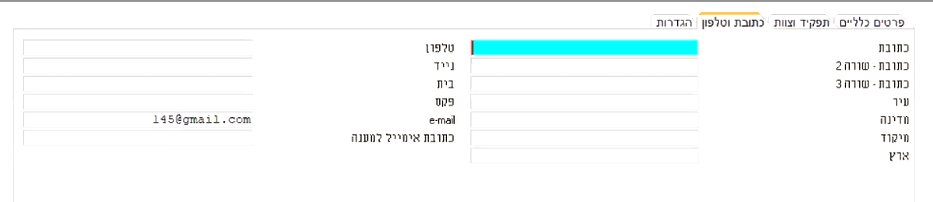 פרטים כלליים תפקיד וצוות כתובת וטלפון הגדרות
כתובת טלפון
כתובת - שורה 2 נייד
כתובת - שורה 3 בית
עיר פקס
מדינה e-mail 145@gmail.com
מיקוד כתובת אימייל למענה
ארץ